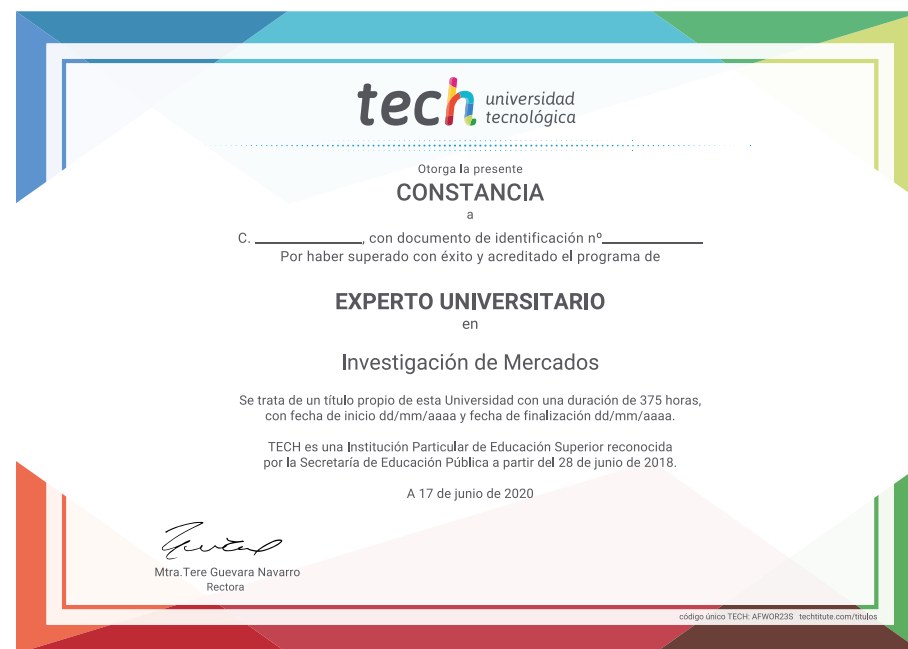 tech universidad
tecnológica
Otorga la presente
CONSTANCIA
a
C. ____________, con documento de identificación nº____________
Por haber superado con éxito y acreditado el programa de
EXPERTO UNIVERSITARIO
en
Investigación de Mercados
Se trata de un título propio de esta Universidad con una duración de 375 horas,
con fecha de inicio dd/mm/aaaa y fecha de finalización dd/mm/aaaa.
TECH es una Institución Particular de Educación Superior reconocida
por la Secretaría de Educación Pública a partir del 28 de junio de 2018.
A 17 de junio de 2020
Mtra.Tere Guevara Navarro
Rectora
código único TECH: AFWOR23S techtitute.com/titulos